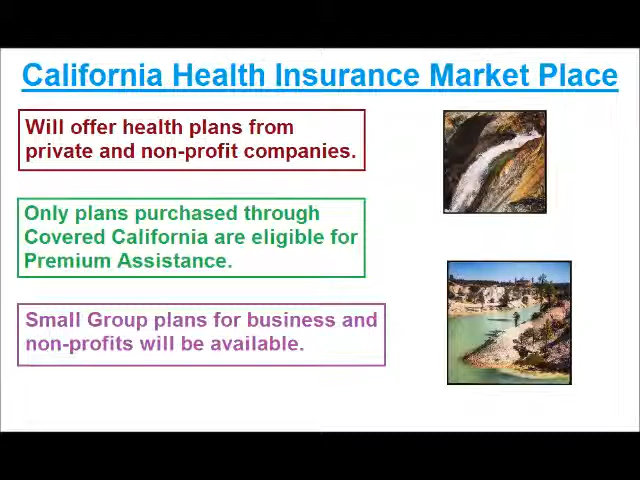 California Health Insurance Market Place
Will offer health plans from
private and non-profit companies.
Only plans purchased through
Covered California are eligible for
Premium Assistance.
Small Group plans for business and
non-profits will be available.